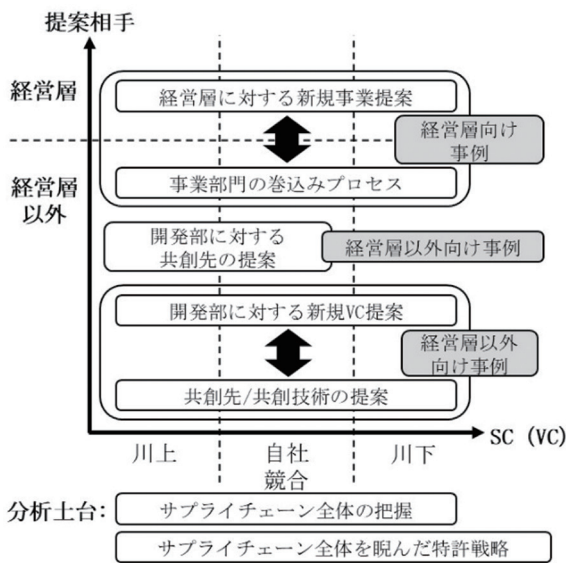 提案相手
経営層
経営層に対する新規事業提案
経営層向け
事例
事業部門の巻込みプロセス
経営層
以外
開発部に対する
共創先の提案
経営層以外向け事例
開発部に対する新規VC提案
経営層以外
向け事例
共創先/共創技術の提案
SC (VC)
川上
自社
競合
川下
分析土台:
サプライチェーン全体の把握
サプライチェーン全体を睨んだ特許戦略